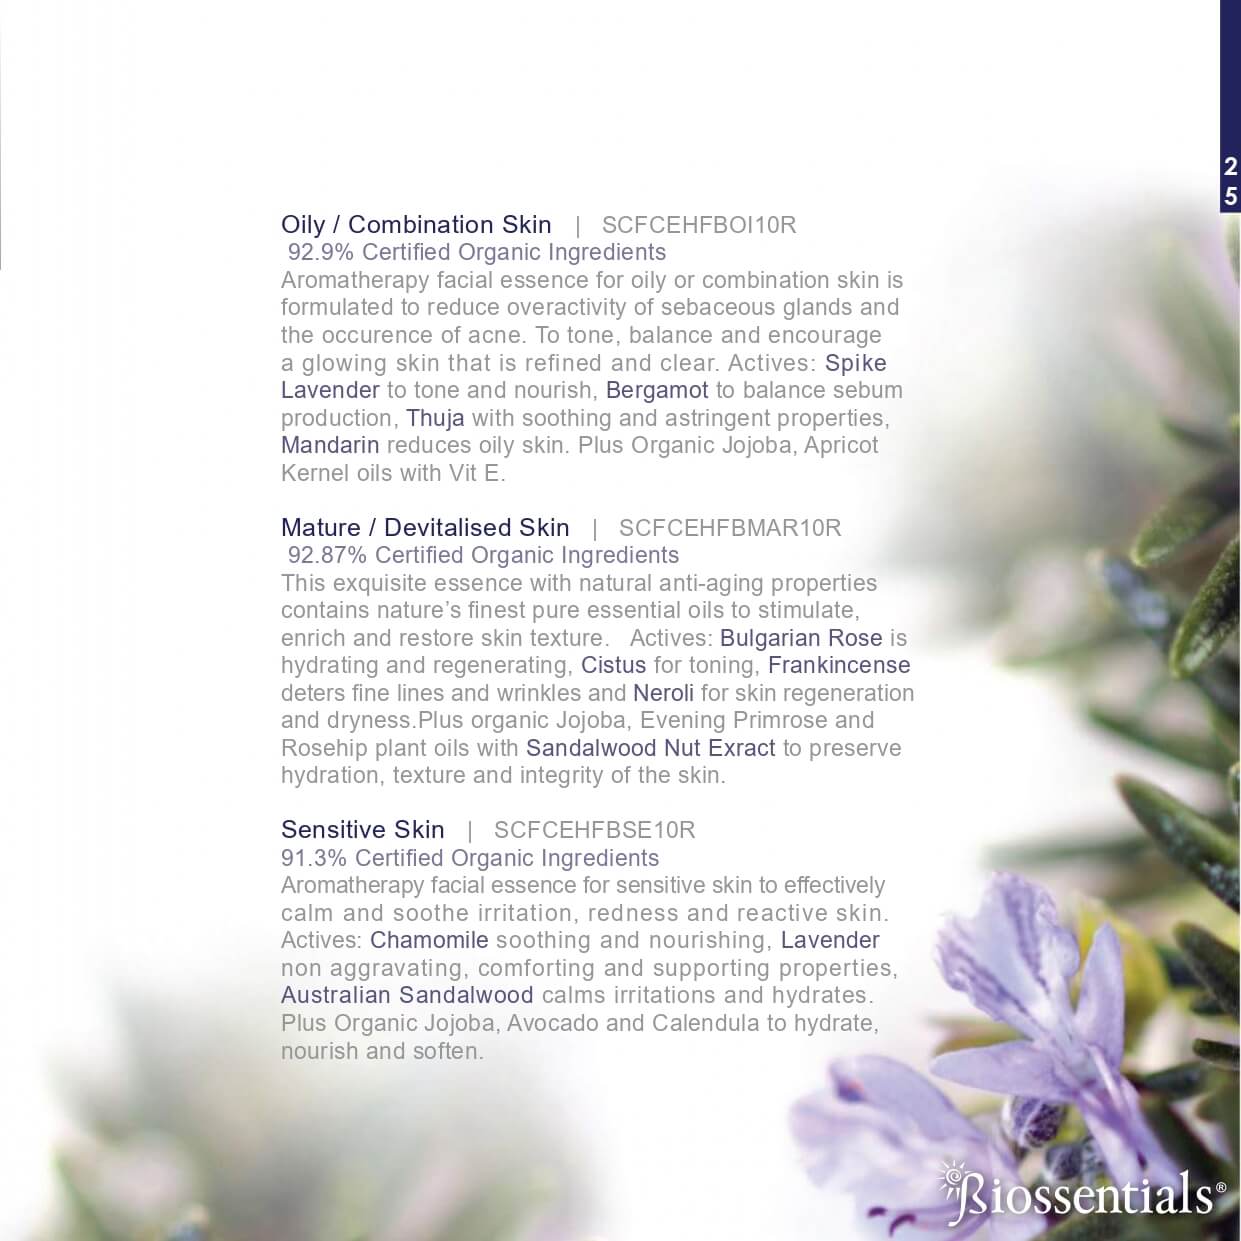 2
5
Oily / Combination Skin | SCFCEHFBOI10R
92.9% Certified Organic Ingredients
Aromatherapy facial essence for oily or combination skin is
formulated to reduce overactivity of sebaceous glands and
the occurence of acne. To tone, balance and encourage
a glowing skin that is refined and clear. Actives: Spike
Lavender to tone and nourish, Bergamot to balance sebum
production, Thuja with soothing and astringent properties,
Mandarin reduces oily skin. Plus Organic Jojoba, Apricot
Kernel oils with Vit E.
Mature / Devitalised Skin | SCFCEHFBMAR10R
92.87% Certified Organic Ingredients
This exquisite essence with natural anti-aging properties
contains nature’s finest pure essential oils to stimulate,
enrich and restore skin texture. Actives: Bulgarian Rose is
hydrating and regenerating, Cistus for toning, Frankincense
deters fine lines and wrinkles and Neroli for skin regeneration
and dryness.Plus organic Jojoba, Evening Primrose and
Rosehip plant oils with Sandalwood Nut Exract to preserve
hydration, texture and integrity of the skin.
Sensitive Skin | SCFCEHFBSE10R
91.3% Certified Organic Ingredients
Aromatherapy facial essence for sensitive skin to effectively
calm and soothe irritation, redness and reactive skin.
Actives: Chamomile soothing and nourishing, Lavender
non aggravating, comforting and supporting properties,
Australian Sandalwood calms irritations and hydrates.
Plus Organic Jojoba, Avocado and Calendula to hydrate,
nourish and soften.
Biossentials®